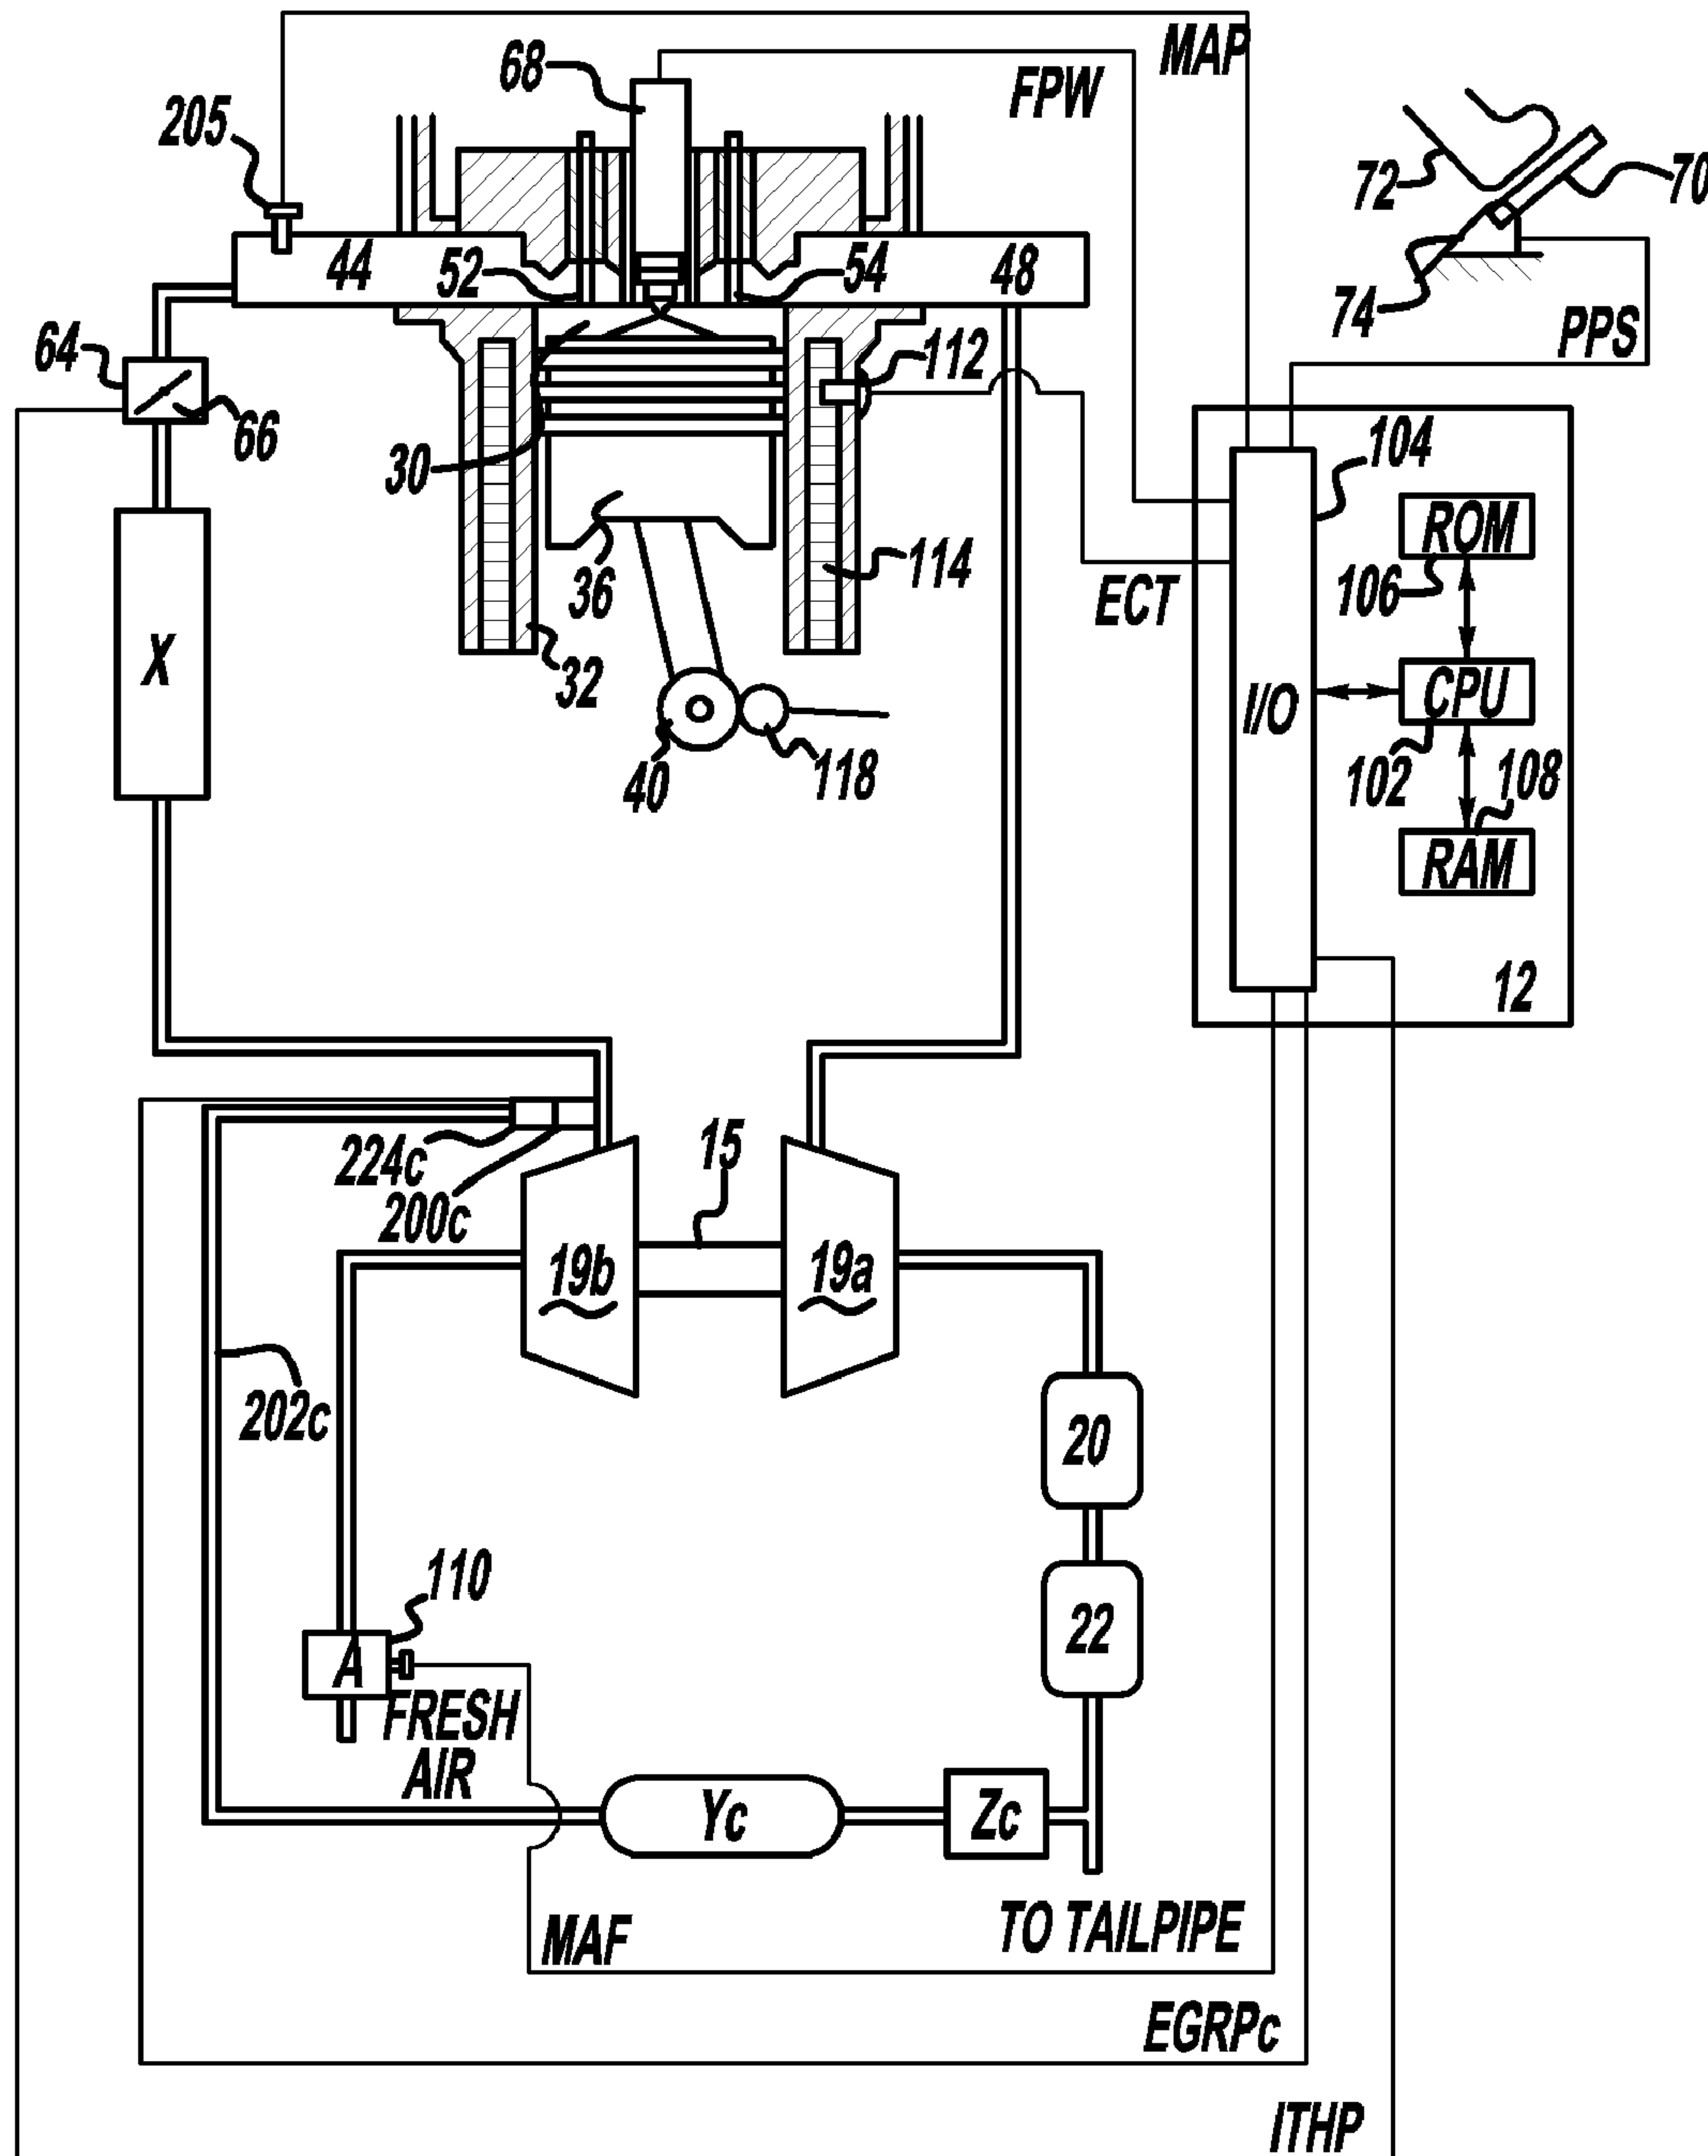 MAP
68
FPW
205
72
70
44
52
54
48
74
PPS
64
112
66
104
30
ROM
36
114
106
ECT
X
32
I/O
CPU
40
118
102
108
RAM
12
15
224c
200c
19b
19a
202c
20
110
22
A
FRESH
AIR
Yc
Zc
MAF
TO TAILPIPE
EGRPc
ITHP